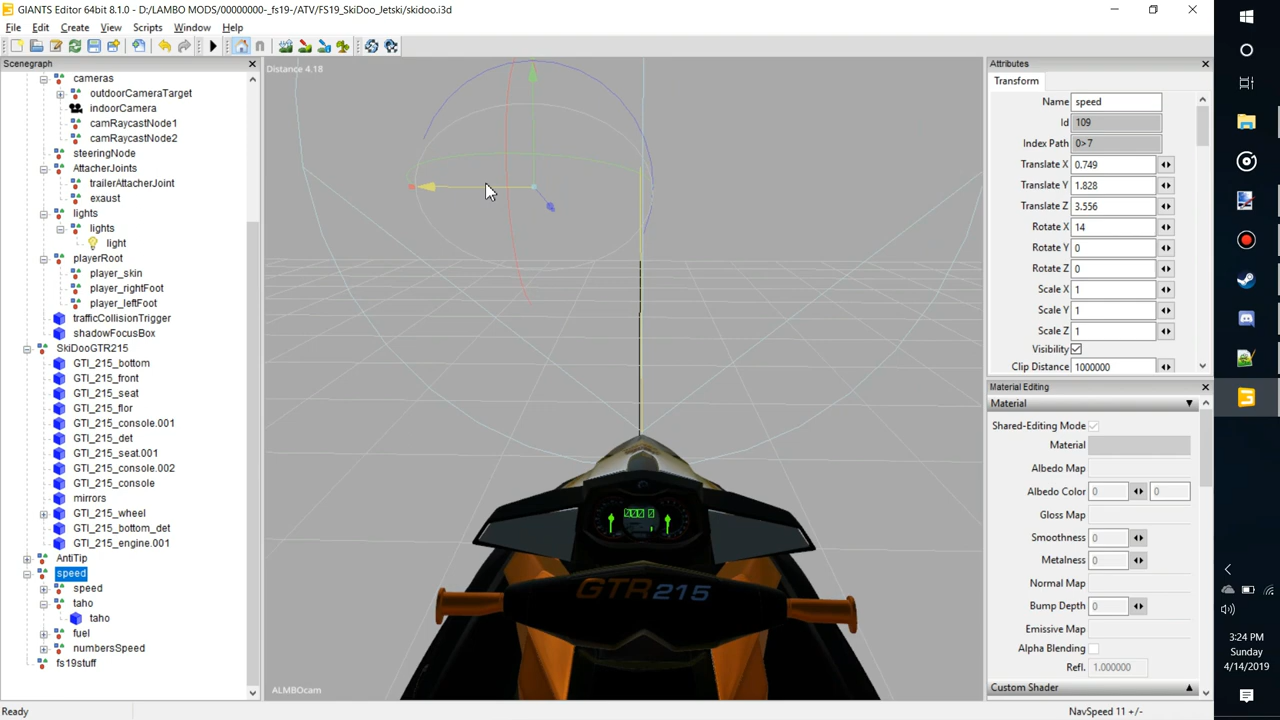 GIANTS Editor 64bit 8.1.0 - D:/LAMBO MODS/00000000-_fs19-/ATV/FS19_SkiDoo_Jetski/skidoo.i3d
File Edit Create View Scripts Window Help
Scenegraph
cameras
outdoorCameraTarget
indoorCamera
camRaycastNode1
camRaycastNode2
steeringNode
AttacherJoints
trailerAttacherJoint
exaust
lights
lights
light
playerRoot
player_skin
player_rightFoot
player_leftFoot
trafficCollisionTrigger
shadowFocusBox
SkiDooGTR215
GTI_215_bottom
GTI_215_front
GTI_215_seat
GTI_215_flor
GTI_215_console.001
GTI_215_det
GTI_215_seat.001
GTI_215_console.002
GTI_215_console
mirrors
GTI_215_wheel
GTI_215_bottom_det
GTI_215_engine.001
AntiTip
speed
speed
taho
taho
fuel
numbersSpeed
fs19stuff
Ready
Distance 4.18
000 0
GTR215
ALMBOcam
Attributes
Transform
Name speed
Id 109
Index Path 0>7
Translate X 0.749
Translate Y 1.828
Translate Z 3.556
Rotate X 14
Rotate Y 0
Rotate Z 0
Scale X 1
Scale Y 1
Scale Z 1
Visibility
Clip Distance 1000000
Material Editing
Material
Shared-Editing Mode
Material
Albedo Map
Albedo Color 0 0
Gloss Map
Smoothness 0
Metalness 0
Normal Map
Bump Depth 0
Emissive Map
Alpha Blending
Refl. 1.000000
Custom Shader
NavSpeed 11 +/-
3:24 PM
Sunday
4/14/2019